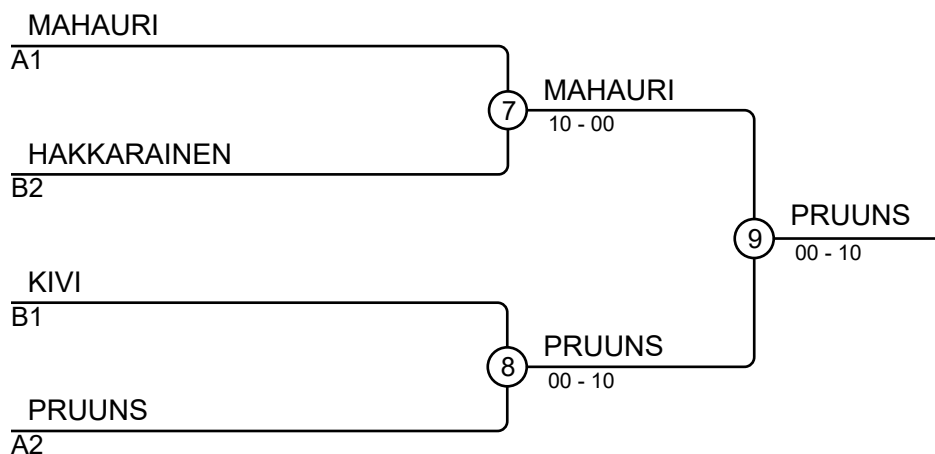 MAHAURI
A1
7
MAHAURI
10 - 00
HAKKARAINEN
B2
9
PRUUNS
00 - 10
KIVI
B1
8
PRUUNS
00 - 10
PRUUNS
A2